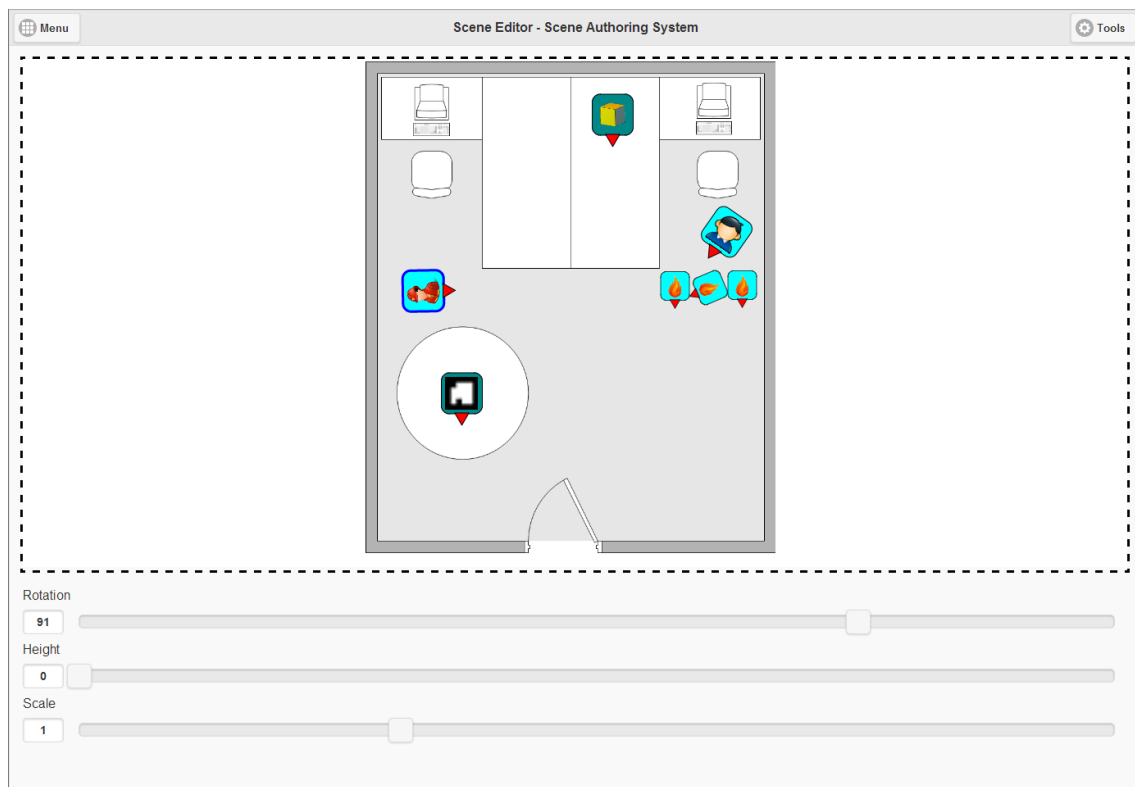 Menu
Scene Editor - Scene Authoring System
Tools
Rotation
91
Height
0
Scale
1